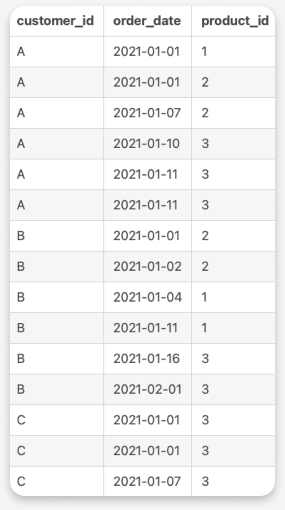 customer_id order_date product_id
A 2021-01-01 1
A 2021-01-01 2
A 2021-01-07 2
A 2021-01-10 3
A 2021-01-11 3
A 2021-01-11 3
B 2021-01-01 2
B 2021-01-02 2
B 2021-01-04 1
B 2021-01-11 1
B 2021-01-16 3
B 2021-02-01 3
C 2021-01-01 3
C 2021-01-01 3
C 2021-01-07 3